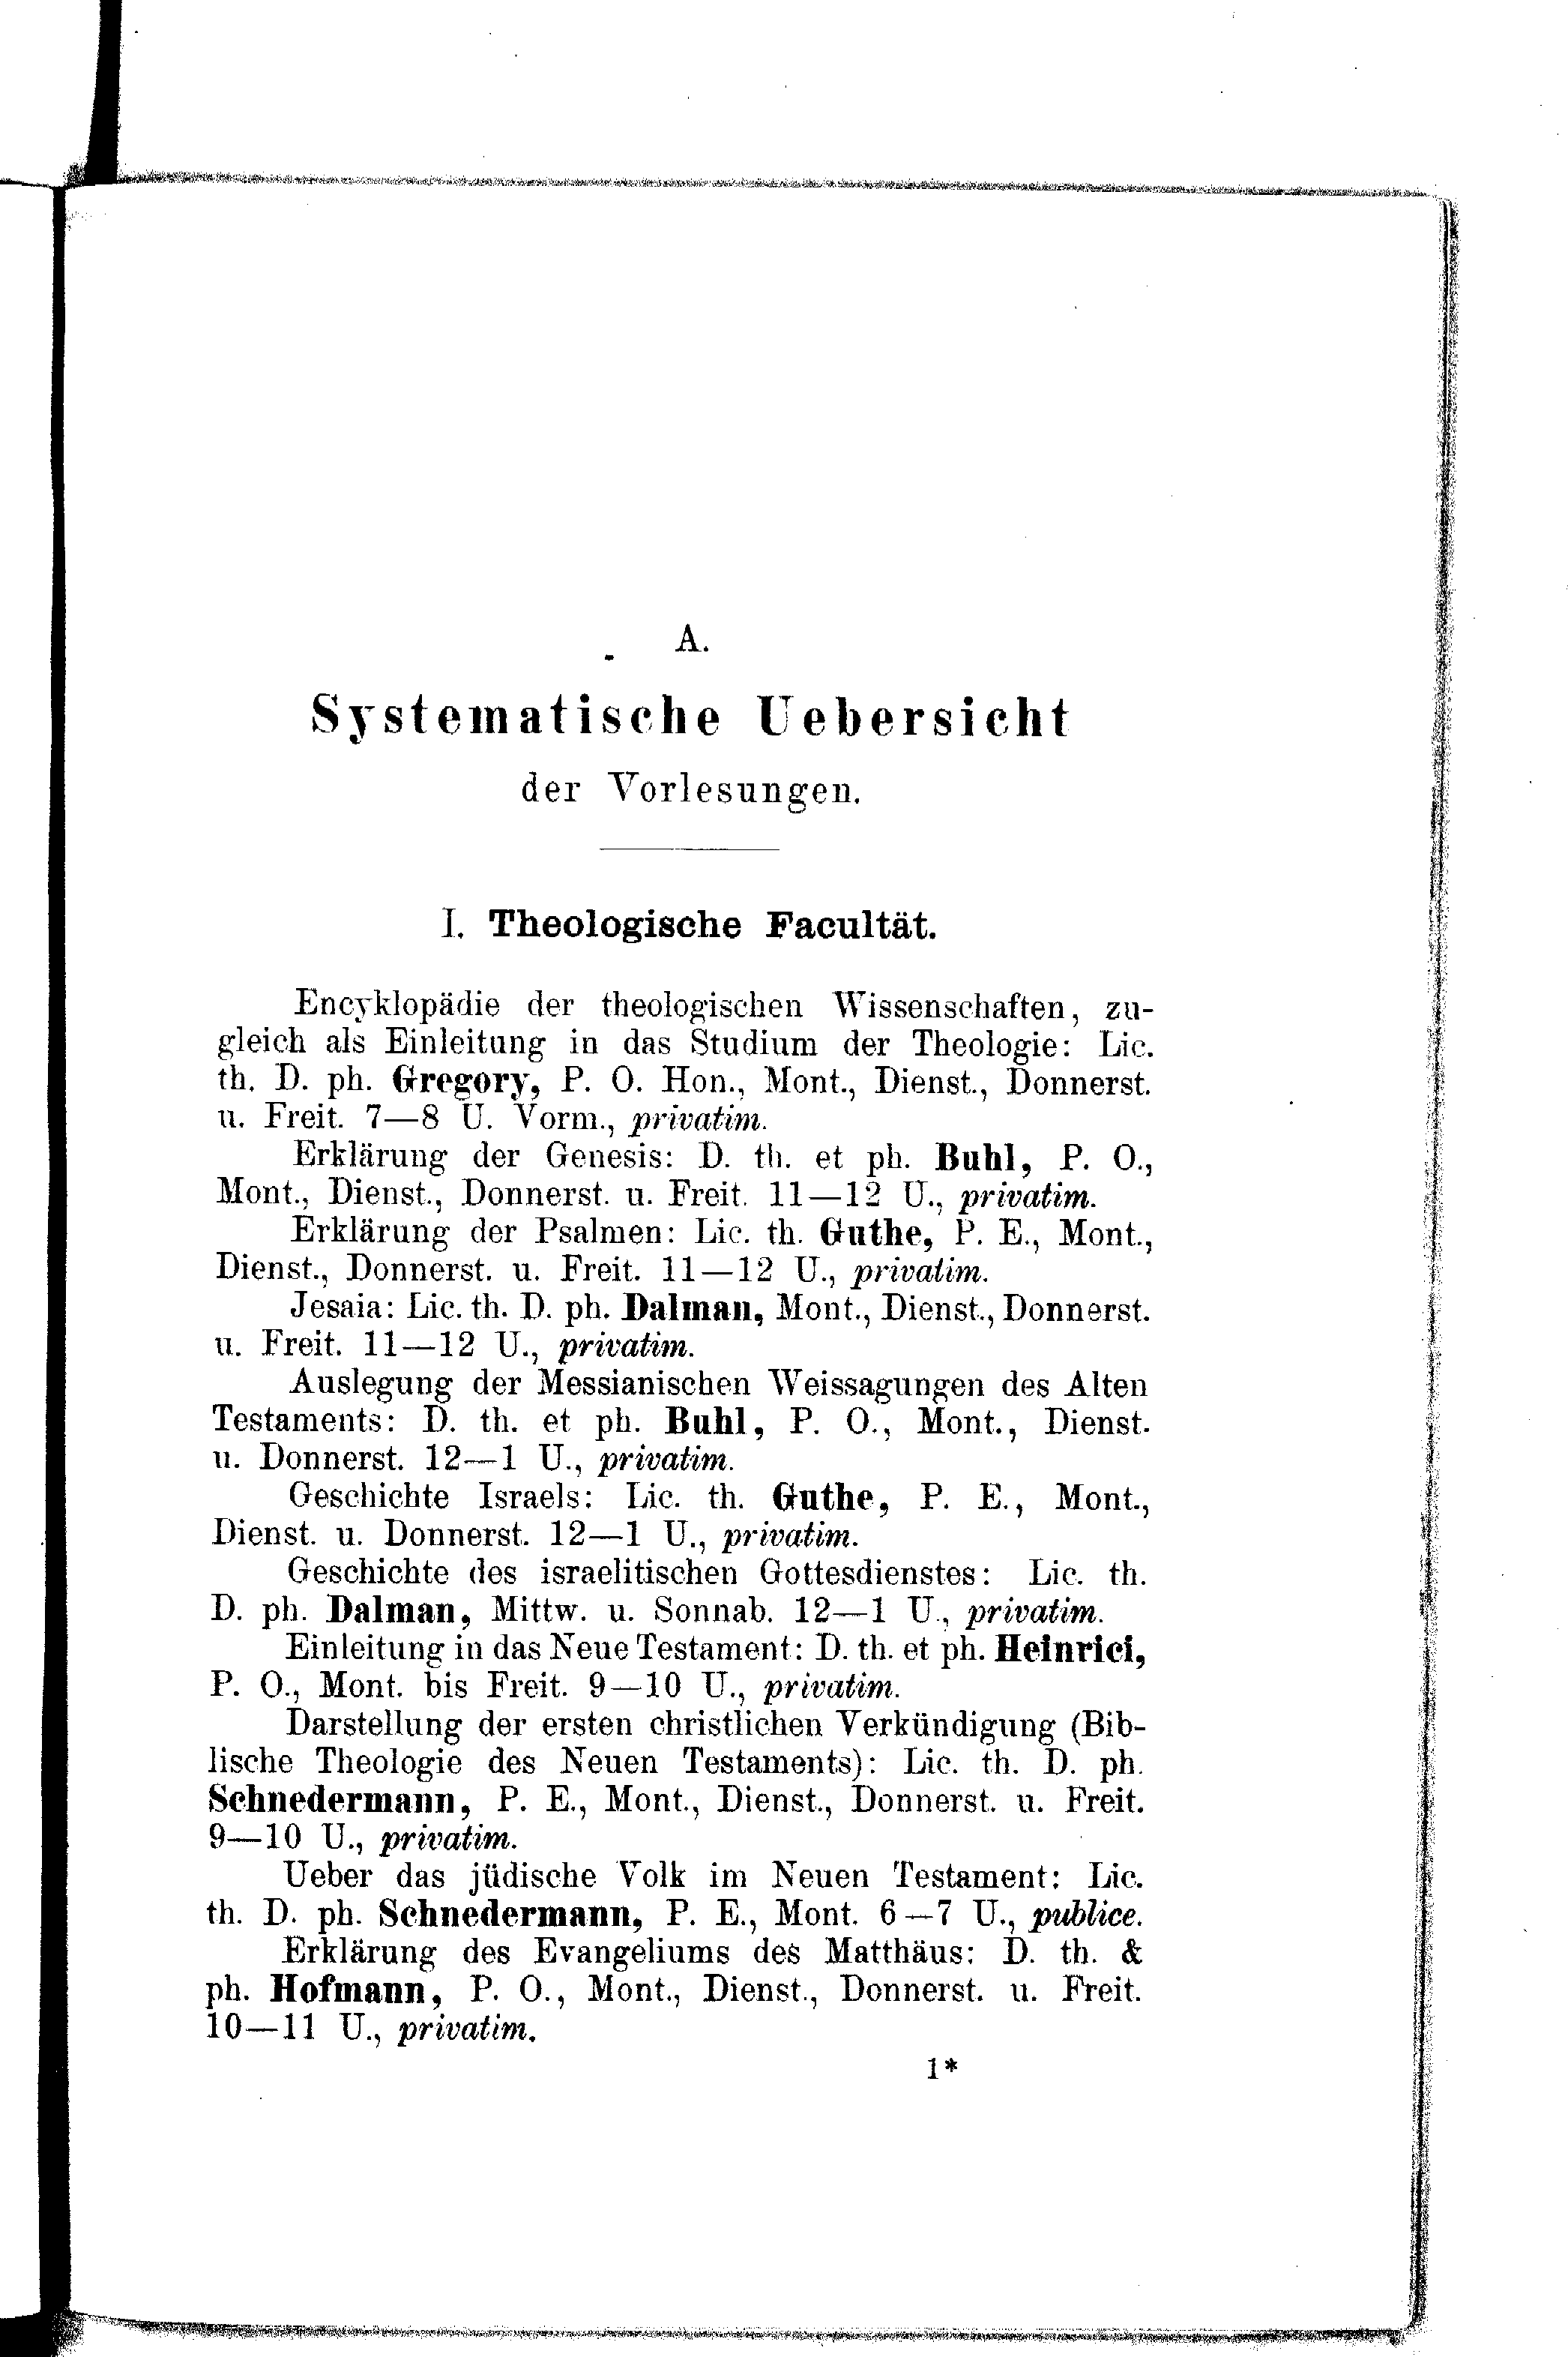 A.
Systematische Uebersicht
der Vorlesungen.
I. Theologische Facultät.
Encyklopädie der theologischen Wissenschaften, zu-
gleich als Einleitung in das Studium der Theologie: Lic.
th. D. ph. Gregory, P. O. Hon., Mont., Dienst., Donnerst.
u. Freit. 7—8 U. Vorm., privatim.
Erklärung der Genesis: D. th. et ph. Buhl, P. O.,
Mont., Dienst., Donnerst. u. Freit. 11—12 U., privatim.
Erklärung der Psalmen: Lic. th. Guthe, P. E., Mont.,
Dienst., Donnerst. u. Freit. 11—12 U., privatim.
Jesaia: Lic. th. D. ph. Dalman, Mont., Dienst., Donnerst.
u. Freit. 11—12 U., privatim.
Auslegung der Messianischen Weissagungen des Alten
Testaments: D. th. et ph. Buhl, P. O., Mont., Dienst.
u. Donnerst. 12—1 U., privatim.
Geschichte Israels: Lic. th. Guthe, P. E., Mont.,
Dienst. u. Donnerst. 12—1 U., privatim.
Geschichte des israelitischen Gottesdienstes: Lic. th.
D. ph. Dalman, Mittw. u. Sonnab. 12—1 U., privatim.
Einleitung in das Neue Testament: D. th. et ph. Heinrici,
P. O., Mont. bis Freit. 9—10 U., privatim.
Darstellung der ersten christlichen Verkündigung (Bib-
lische Theologie des Neuen Testaments): Lic. th. D. ph.
Schnedermann, P. E., Mont., Dienst., Donnerst. u. Freit.
9—10 U., privatim.
Ueber das jüdische Volk im Neuen Testament: Lic.
th. D. ph. Schnedermann, P. E., Mont. 6—7 U., publice.
Erklärung des Evangeliums des Matthäus: D. th. &
ph. Hofmann, P. O., Mont., Dienst., Donnerst. u. Freit.
10—11 U., privatim.
1*